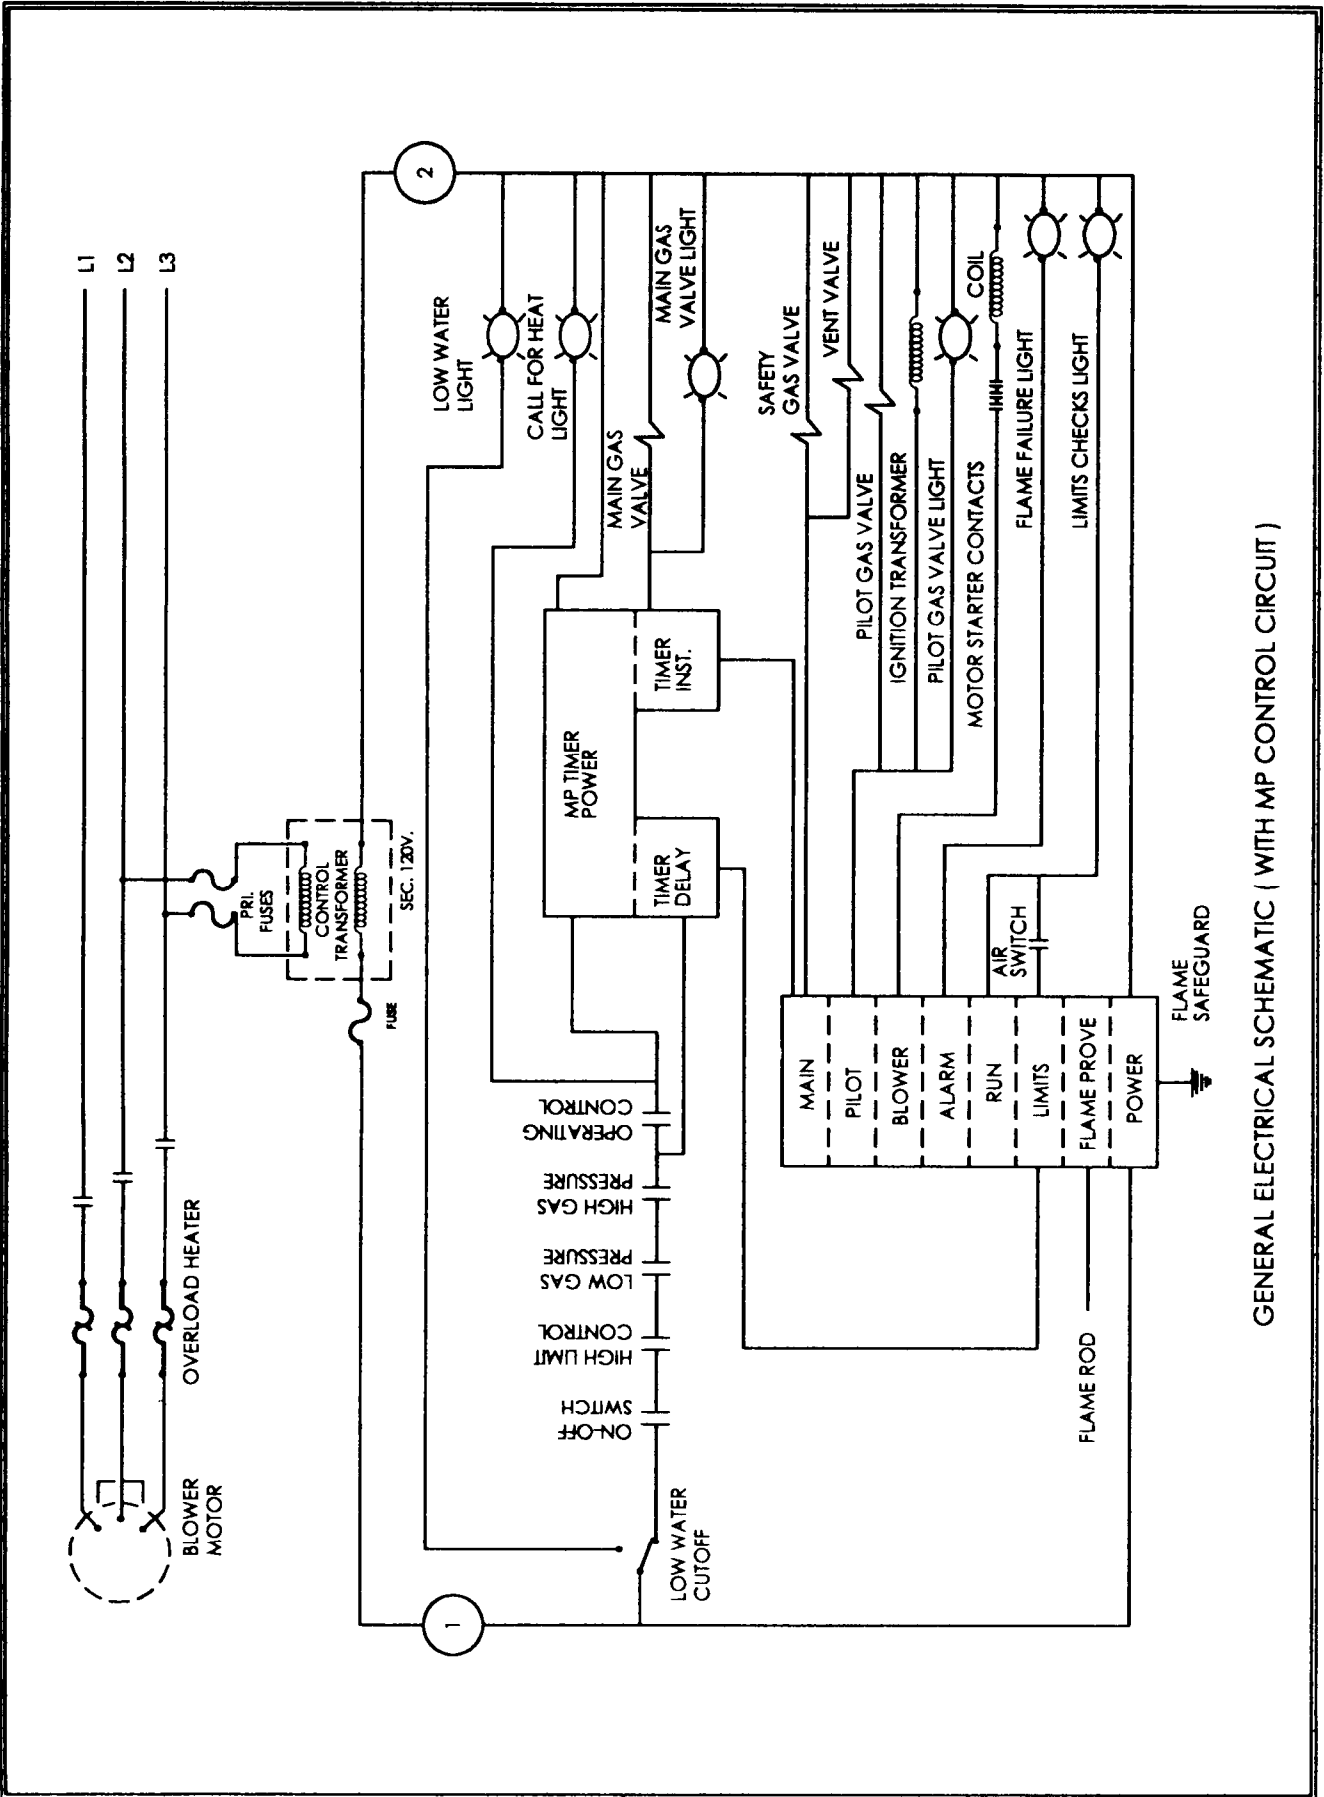 L1
L2
L3
BLOWER
MOTOR
OVERLOAD HEATER
PRI.
FUSES
CONTROL
TRANSFORMER
SEC. 120V.
FUSE
1
2
LOW WATER
LIGHT
CALL FOR HEAT
LIGHT
MAIN GAS
VALVE
MAIN GAS
VALVE LIGHT
LOW WATER
CUTOFF
ON-OFF
SWITCH
HIGH LIMIT
CONTROL
LOW GAS
PRESSURE
HIGH GAS
PRESSURE
OPERATING
CONTROL
MP TIMER
POWER
TIMER
DELAY
TIMER
INST.
SAFETY
GAS VALVE
VENT VALVE
PILOT GAS VALVE
IGNITION TRANSFORMER
PILOT GAS VALVE LIGHT
MOTOR STARTER CONTACTS
COIL
FLAME FAILURE LIGHT
LIMITS CHECKS LIGHT
AIR
SWITCH
MAIN
PILOT
BLOWER
ALARM
RUN
LIMITS
FLAME PROVE
POWER
FLAME ROD
FLAME
SAFEGUARD
GENERAL ELECTRICAL SCHEMATIC ( WITH MP CONTROL CIRCUIT )